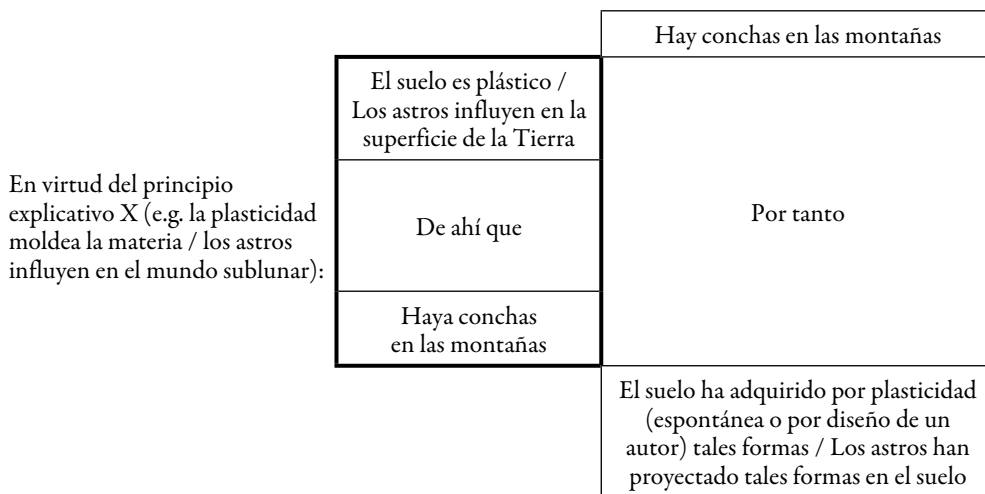 Hay conchas en las montañas
El suelo es plástico /
Los astros influyen en la
superficie de la Tierra
En virtud del principio
explicativo X (e.g. la plasticidad
moldea la materia / los astros
influyen en el mundo sublunar):
De ahí que
Por tanto
Haya conchas
en las montañas
El suelo ha adquirido por plasticidad
(espontánea o por diseño de un
autor) tales formas / Los astros han
proyectado tales formas en el suelo